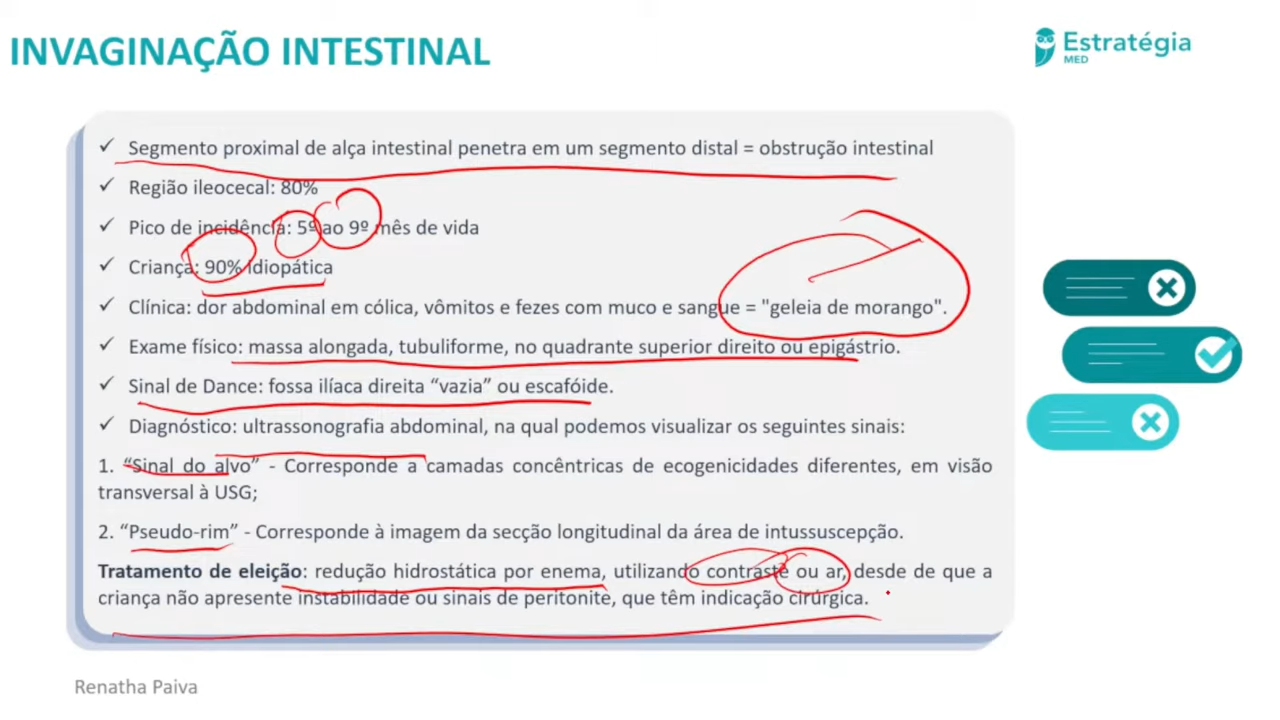 INVAGINAÇÃO INTESTINAL
Estratégia
MED
✓ Segmento proximal de alça intestinal penetra em um segmento distal = obstrução intestinal
✓ Região ileocecal: 80%
✓ Pico de incidência: 5º ao 9º mês de vida
✓ Criança: 90% idiopática
✓ Clínica: dor abdominal em cólica, vômitos e fezes com muco e sangue = "geleia de morango".
✓ Exame físico: massa alongada, tubuliforme, no quadrante superior direito ou epigástrio.
✓ Sinal de Dance: fossa ilíaca direita “vazia” ou escafóide.
✓ Diagnóstico: ultrassonografia abdominal, na qual podemos visualizar os seguintes sinais:
1. “Sinal do alvo” - Corresponde a camadas concêntricas de ecogenicidades diferentes, em visão
transversal à USG;
2. “Pseudo-rim” - Corresponde à imagem da secção longitudinal da área de intussuscepção.
Tratamento de eleição: redução hidrostática por enema, utilizando contraste ou ar, desde de que a
criança não apresente instabilidade ou sinais de peritonite, que têm indicação cirúrgica.
Renatha Paiva